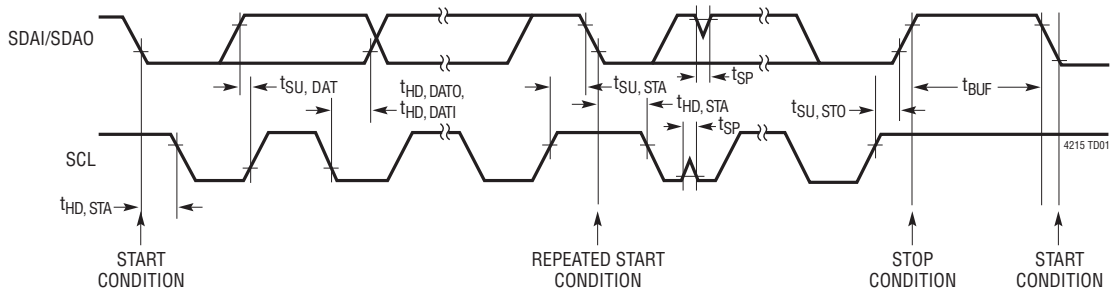 SDAI/SDAO
tSU, DAT
tHD, DATO,
tHD, DATI
tSU, STA
tHD, STA
tSP
tSP
tSU, STO
tBUF
SCL
4215 TD01
tHD, STA
START
CONDITION
REPEATED START
CONDITION
STOP
CONDITION
START
CONDITION